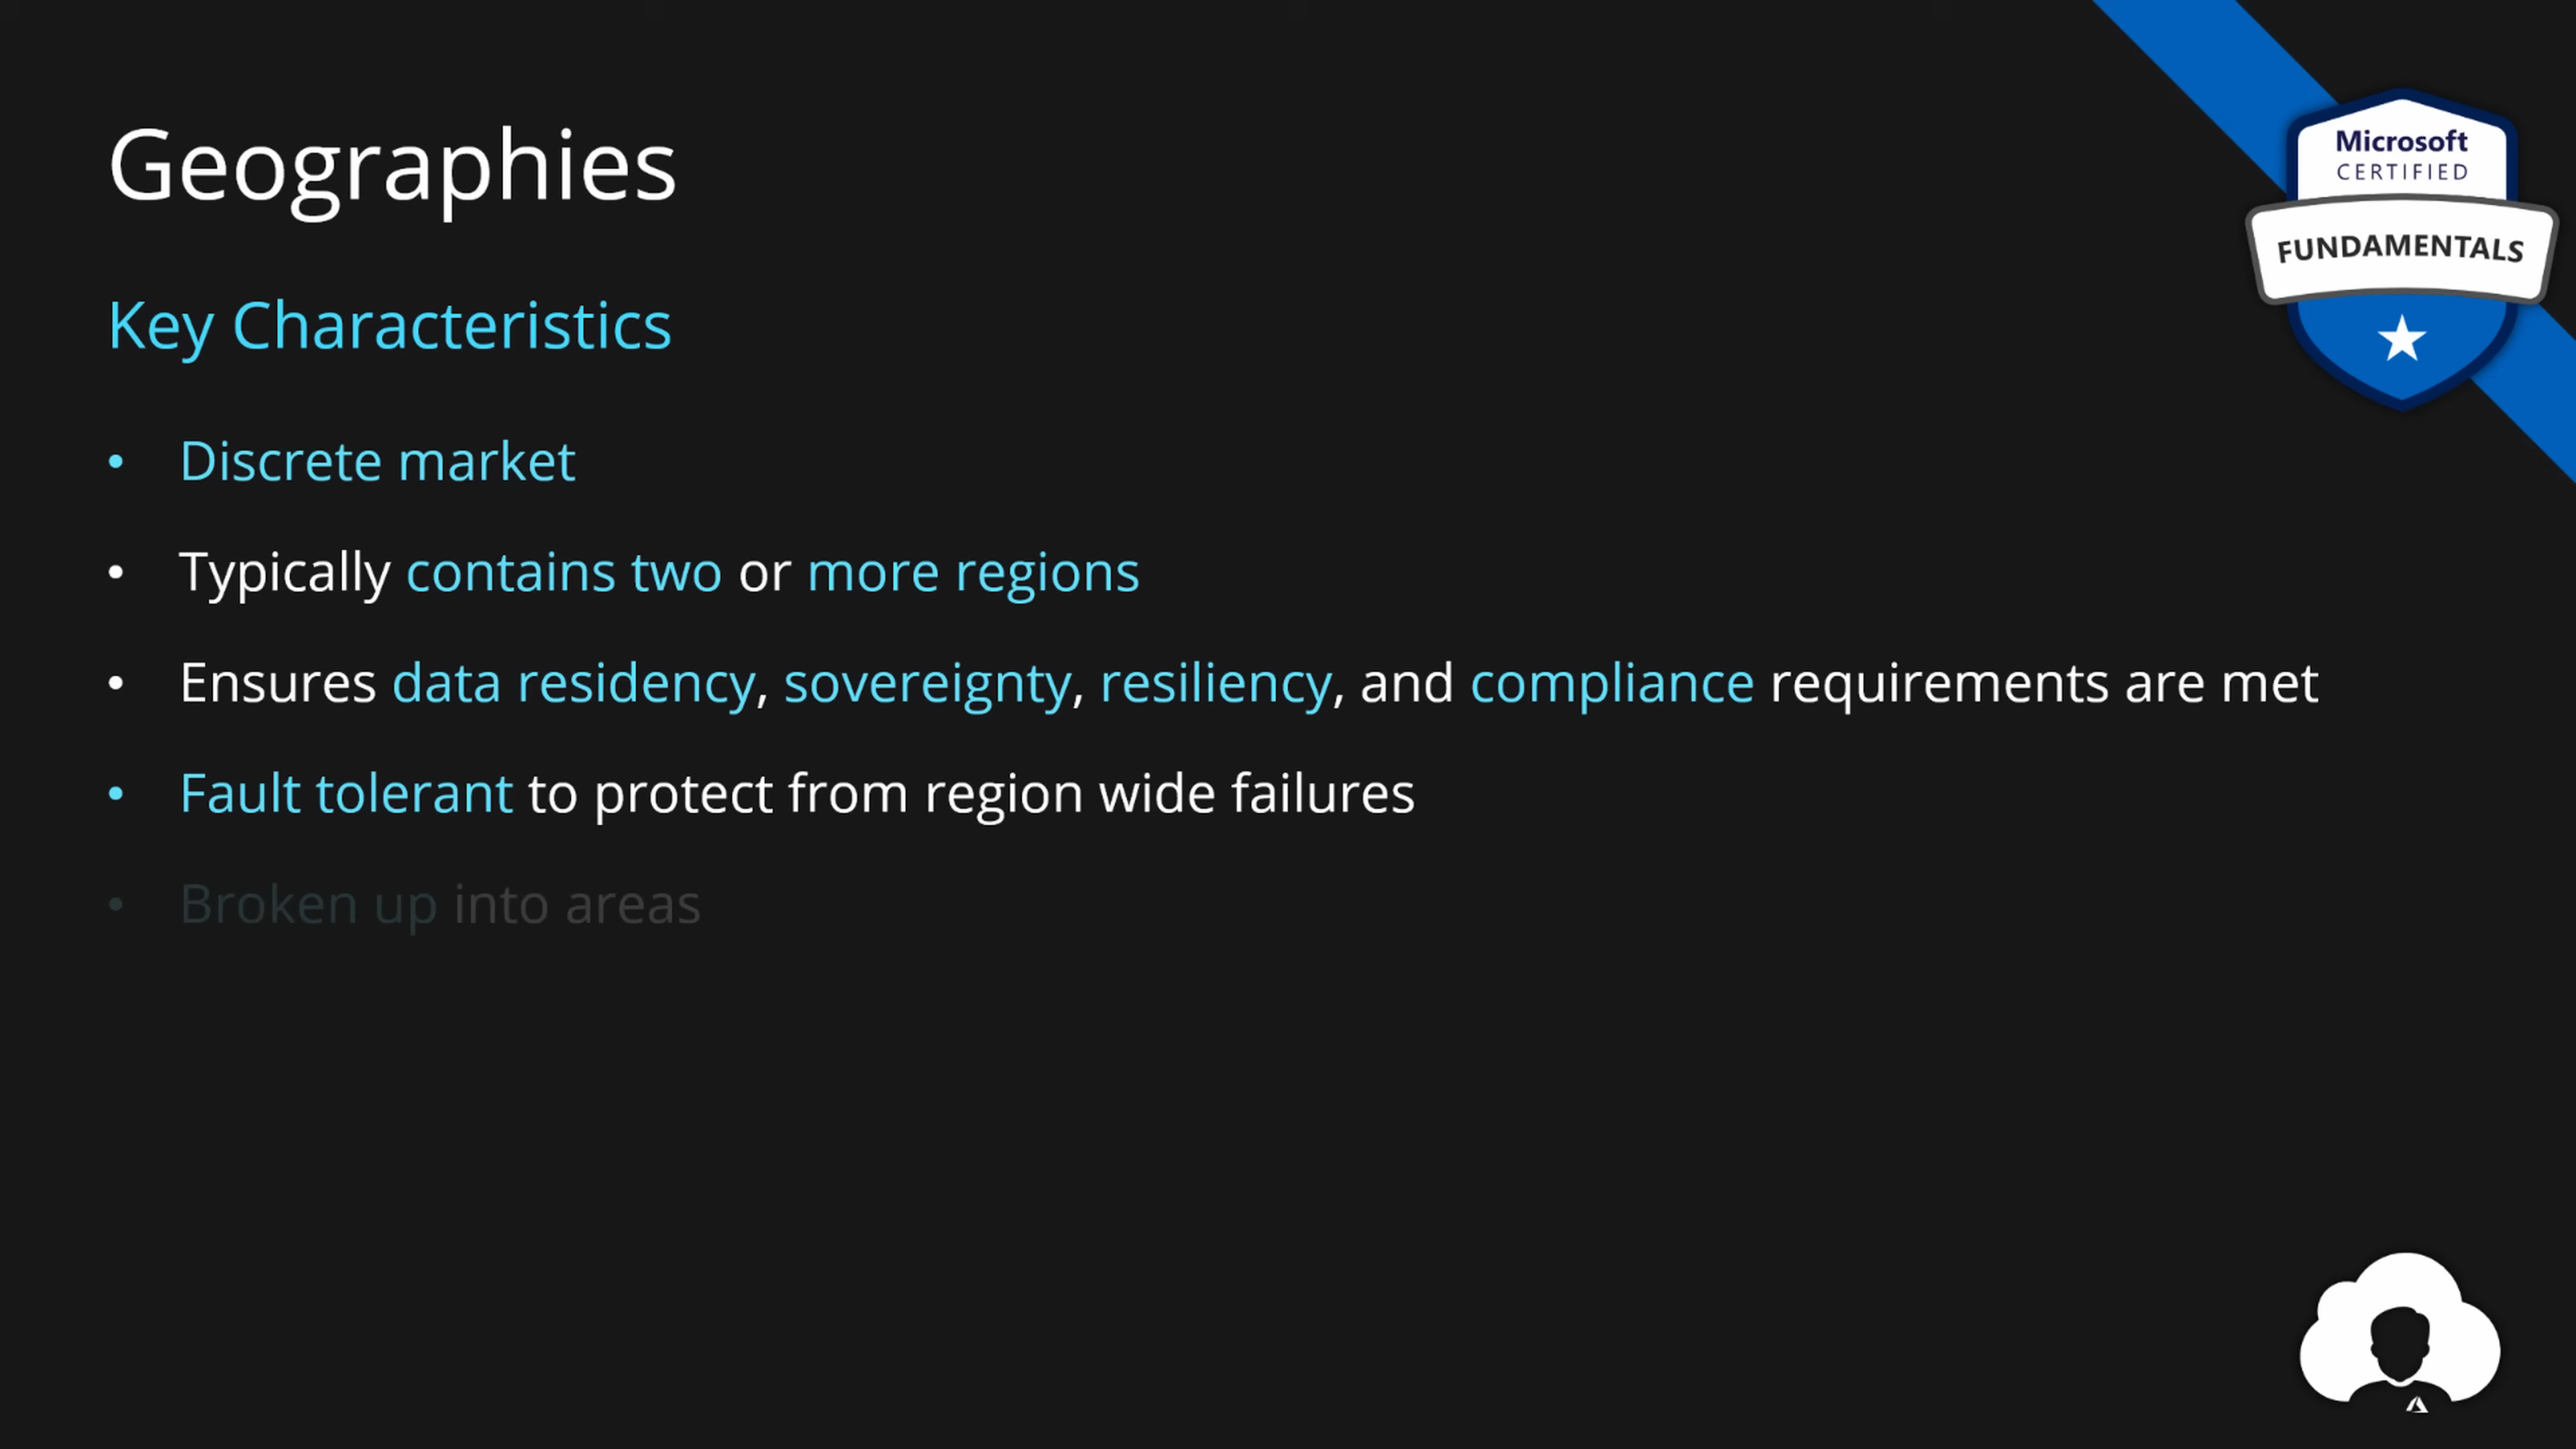 Geographies
Microsoft
CERTIFIED
FUNDAMENTALS
Key Characteristics
• Discrete market
• Typically contains two or more regions
• Ensures data residency, sovereignty, resiliency, and compliance requirements are met
• Fault tolerant to protect from region wide failures
• Broken up into areas